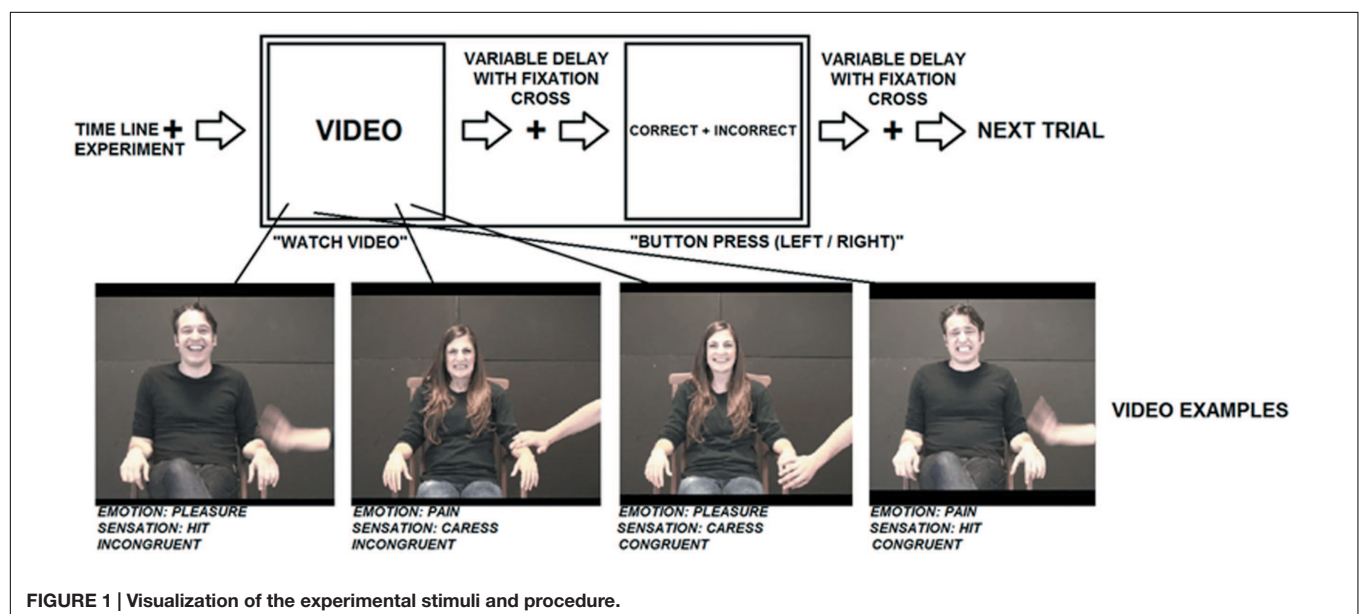 TIME LINE +
EXPERIMENT
VIDEO
VARIABLE DELAY
WITH FIXATION
CROSS
+
CORRECT + INCORRECT
VARIABLE DELAY
WITH FIXATION
CROSS
+
NEXT TRIAL
"WATCH VIDEO"
"BUTTON PRESS (LEFT / RIGHT)"
EMOTION: PLEASURE
SENSATION: HIT
INCONGRUENT
EMOTION: PAIN
SENSATION: CARESS
INCONGRUENT
EMOTION: PLEASURE
SENSATION: CARESS
CONGRUENT
EMOTION: PAIN
SENSATION: HIT
CONGRUENT
VIDEO EXAMPLES
FIGURE 1 | Visualization of the experimental stimuli and procedure.